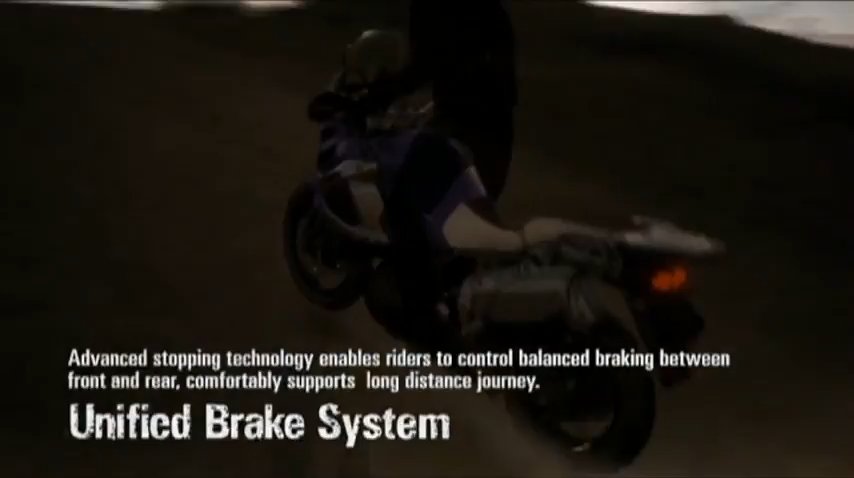 Advanced stopping technology enables riders to control balanced braking between
front and rear, comfortably supports long distance journey.
Unified Brake System